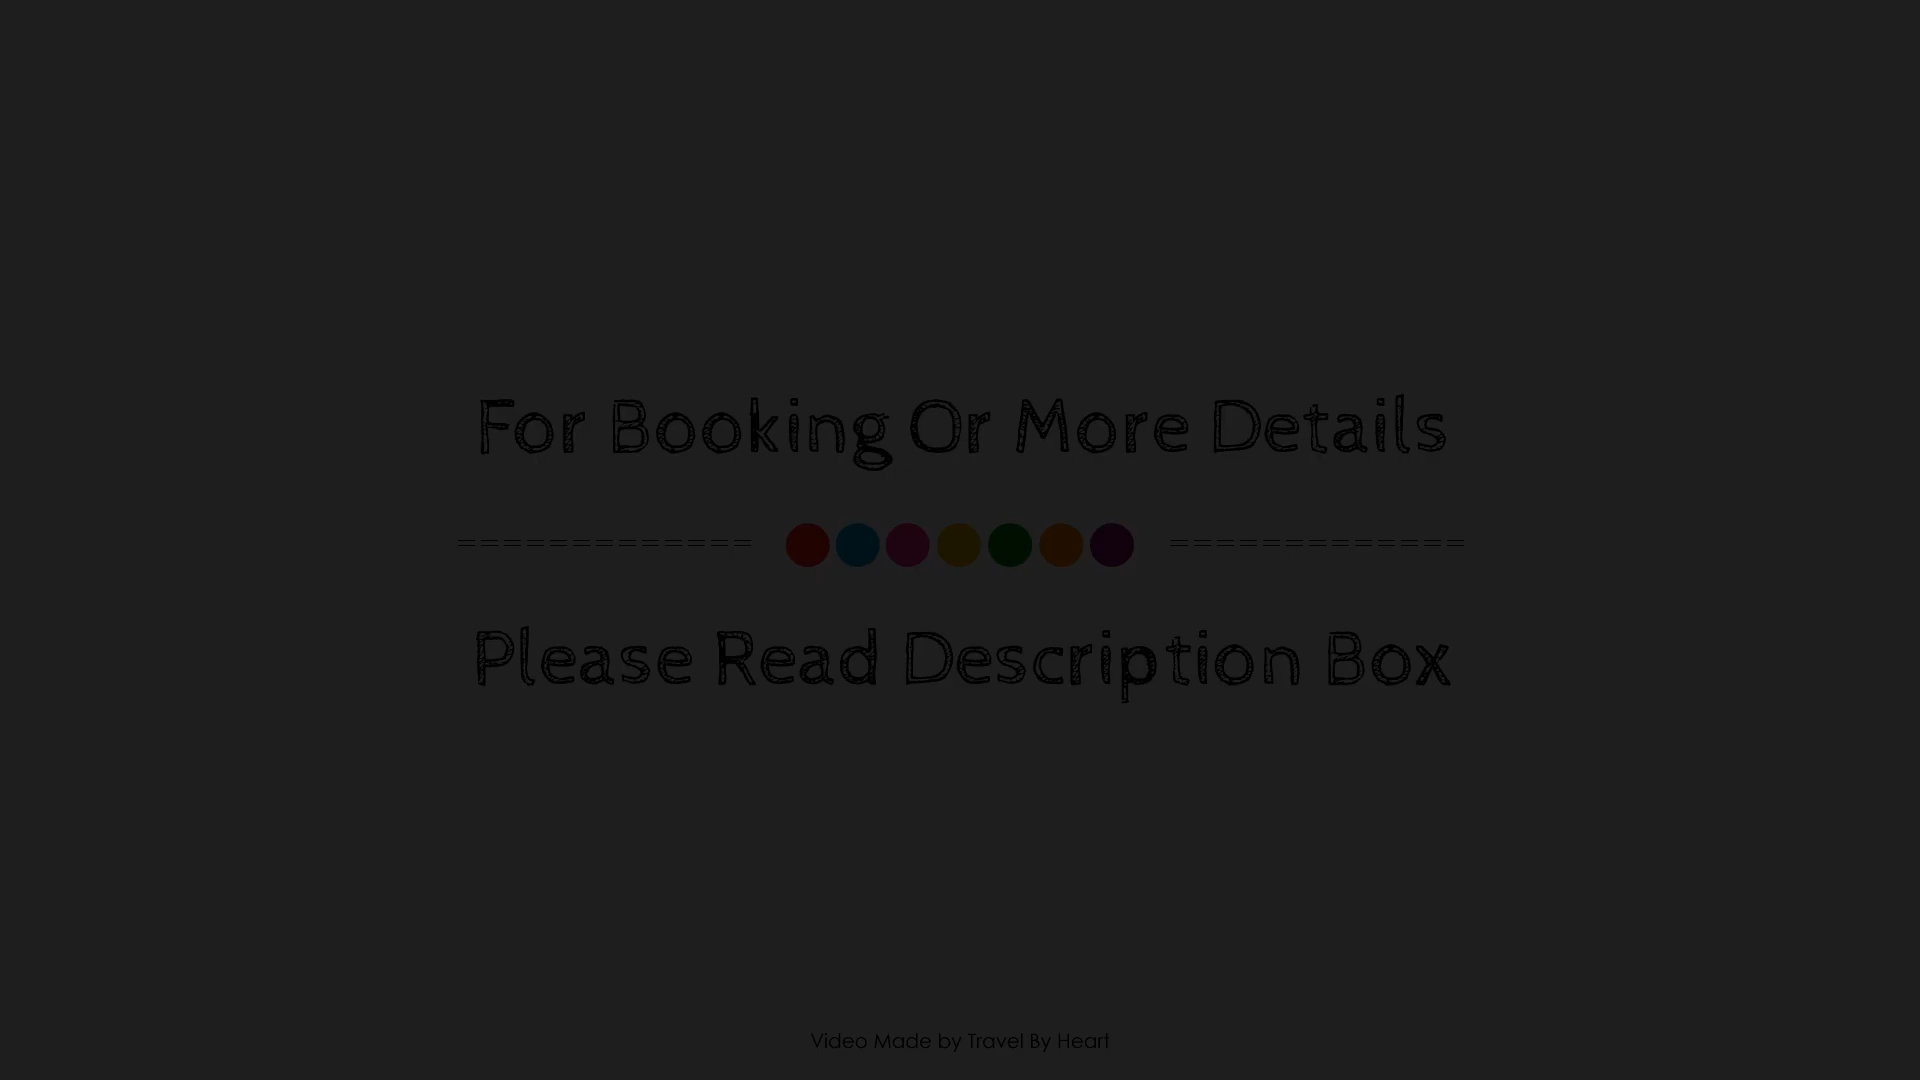 For Booking Or More Details
============= =============
Please Read Description Box
Video Made by Travel By Heart